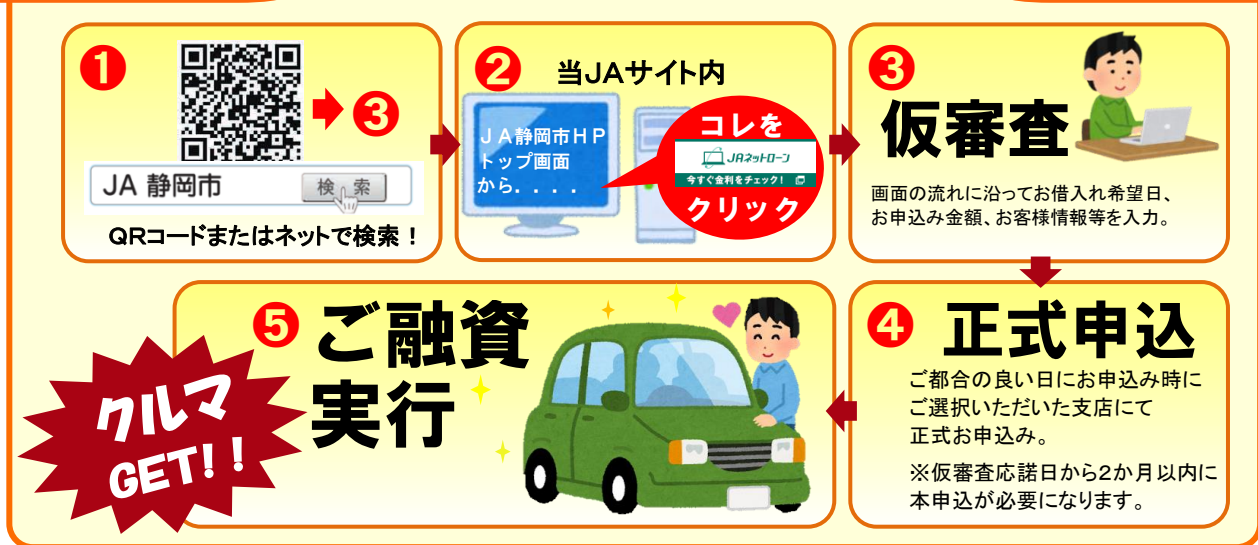 ❶
➡❸
JA 静岡市
検 索
QRコードまたはネットで検索！
❷ 当JAサイト内
ＪＡ静岡市ＨＰ
トップ画面
から．．．．
コレを
JAネットローン
今すぐ金利をチェック！
クリック
❸
仮審査
画面の流れに沿ってお借入れ希望日、
お申込み金額、お客様情報等を入力。
❹ 正式申込
ご都合の良い日にお申込み時に
ご選択いただいた支店にて
正式お申込み。
※仮審査応諾日から2か月以内に
本申込が必要になります。
❺ ご融資
実行
クルマ
GET!！